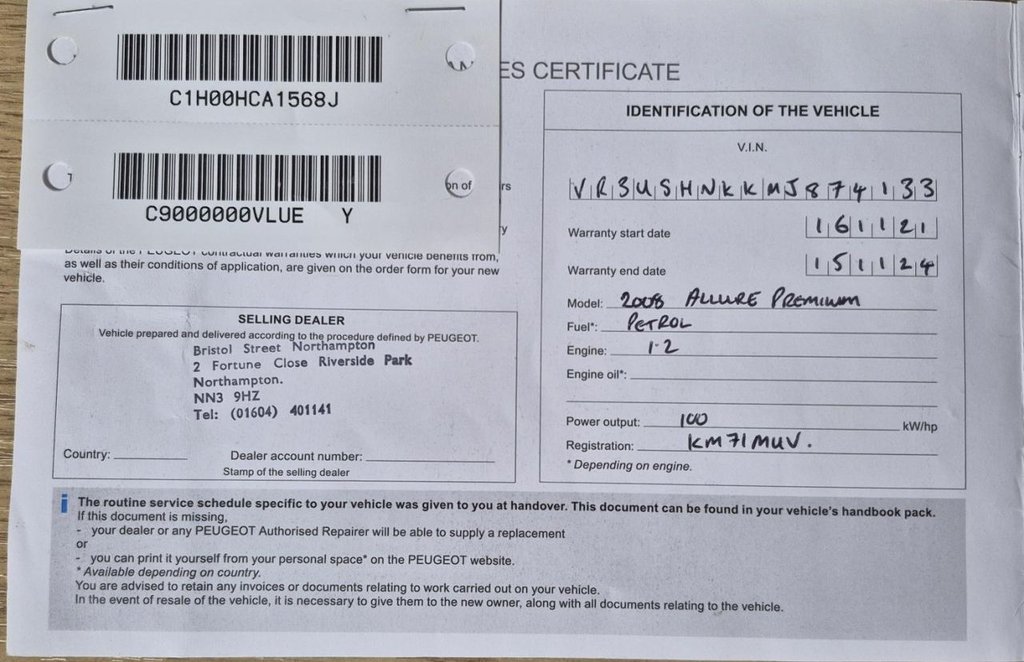 C1H00HCA1568J
C9000000VLUE Y
ES CERTIFICATE
on of
rs
y
Details of the PEUGEOT contractual warranties which your vehicle benefits from,
as well as their conditions of application, are given on the order form for your new
vehicle.
SELLING DEALER
Vehicle prepared and delivered according to the procedure defined by PEUGEOT.
Bristol Street Northampton
2 Fortune Close Riverside Park
Northampton.
NN3 9HZ
Tel: (01604) 401141
Country:
Dealer account number:
Stamp of the selling dealer
IDENTIFICATION OF THE VEHICLE
V.I.N.
VR3USHNKKMJ874133
Warranty start date 161121
Warranty end date 151124
Model: 2008 ALLURE PREMIUM
Fuel*: PETROL
Engine: 1.2
Engine oil*:
Power output: 100 kW/hp
Registration: KM71MUV.
* Depending on engine.
i The routine service schedule specific to your vehicle was given to you at handover. This document can be found in your vehicle's handbook pack.
If this document is missing,
- your dealer or any PEUGEOT Authorised Repairer will be able to supply a replacement
or
- you can print it yourself from your personal space* on the PEUGEOT website.
* Available depending on country.
You are advised to retain any invoices or documents relating to work carried out on your vehicle.
In the event of resale of the vehicle, it is necessary to give them to the new owner, along with all documents relating to the vehicle.